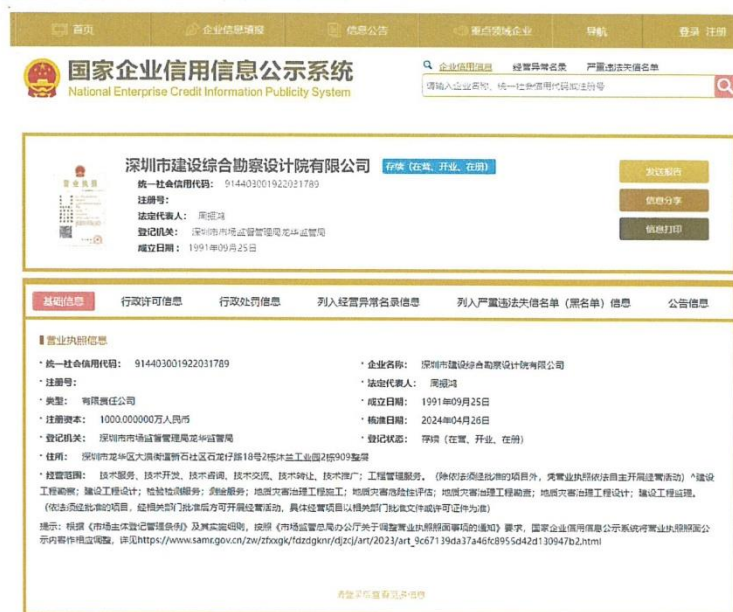 首页 企业信息填报 信息公告 重点领域企业 导航 登录 注册
国家企业信用信息公示系统
National Enterprise Credit Information Publicity System
企业信用信息 经营异常名录 严重违法失信名单
请输入企业名称、统一社会信用代码或注册号
深圳市建设综合勘察设计院有限公司 存续（在营、开业、在册）
营业执照
统一社会信用代码： 914403001922031789
注册号：
法定代表人：
登记机关： 深圳市市场监督管理局龙华监管局
成立日期： 1991年09月25日
发送报告
信息分享
信息打印
基础信息 行政许可信息 行政处罚信息 列入经营异常名录信息 列入严重违法失信名单（黑名单）信息 公告信息
营业执照信息
· 统一社会信用代码： 914403001922031789 · 企业名称： 深圳市建设综合勘察设计院有限公司
· 注册号： · 法定代表人：
· 类型： 有限责任公司 · 成立日期： 1991年09月25日
· 注册资本： 1000.000000万人民币 · 核准日期： 2024年04月26日
· 登记机关： 深圳市市场监督管理局龙华监管局 · 登记状态： 存续（在营、开业、在册）
· 住所： 深圳市龙华区大浪街道新石社区石龙仔路18号2栋沐兰工业园2栋909整层
· 经营范围： 技术服务、技术开发、技术咨询、技术交流、技术转让、技术推广；工程管理服务。（除依法须经批准的项目外，凭营业执照依法自主开展经营活动）^建设
工程勘察；建设工程设计；检验检测服务；测绘服务；地质灾害治理工程施工；地质灾害危险性评估；地质灾害治理工程勘查；地质灾害治理工程设计；建设工程监理。
（依法须经批准的项目，经相关部门批准后方可开展经营活动，具体经营项目以相关部门批准文件或许可证件为准）
提示：根据《市场主体登记管理条例》及其实施细则，按照《市场监管总局办公厅关于调整营业执照照面事项的通知》要求，国家企业信用信息公示系统将营业执照照面公
示内容作相应调整，详见https://www.samr.gov.cn/zw/zfxxgk/fdzdgknr/djzcj/art/2023/art_9c67139da37a46fc8955d42d130947b2.html
请登录后查看更多信息